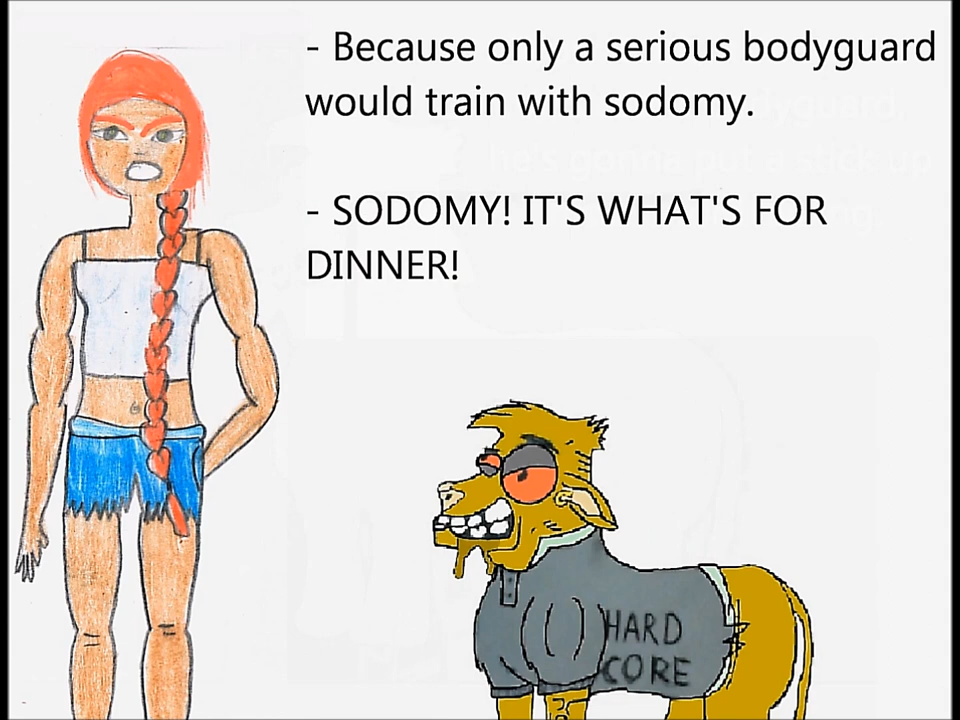 - Because only a serious bodyguard
would train with sodomy.
- SODOMY! IT'S WHAT'S FOR
DINNER!
HARD
CORE